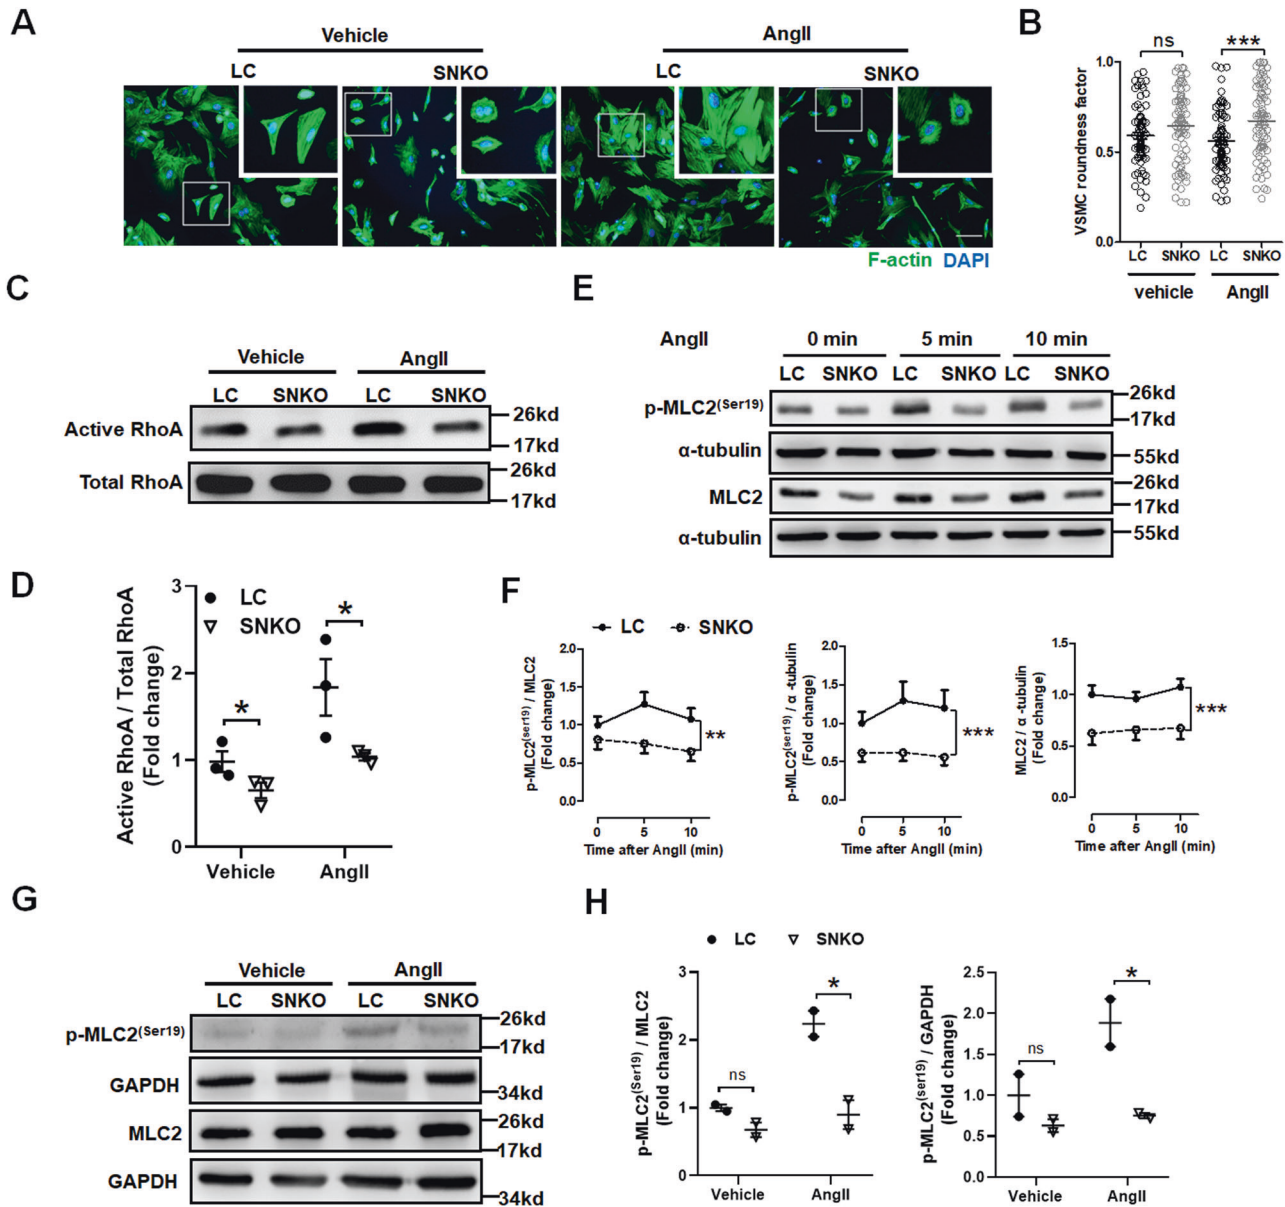 A
Vehicle
AngII
LC
SNKO
LC
SNKO
F-actin DAPI
B
VSMC roundness factor
1.0
0.5
0.0
ns
***
LC SNKO LC SNKO
vehicle AngII
C
Vehicle AngII
LC SNKO LC SNKO
Active RhoA
26kd
17kd
Total RhoA
26kd
17kd
D
Active RhoA / Total RhoA
(Fold change)
3
2
1
0
LC
SNKO
*
*
Vehicle AngII
E
AngII 0 min 5 min 10 min
LC SNKO LC SNKO LC SNKO
p-MLC2(Ser19)
26kd
17kd
α-tubulin
55kd
MLC2
26kd
17kd
α-tubulin
55kd
F
LC SNKO
p-MLC2(ser19) / MLC2
(Fold change)
2.0
1.5
1.0
0.5
0.0
**
0 5 10
Time after AngII (min)
p-MLC2(ser19) / α -tubulin
(Fold change)
2.0
1.5
1.0
0.5
0.0
***
0 5 10
Time after AngII (min)
MLC2 / α -tubulin
(Fold change)
1.5
1.0
0.5
0.0
***
0 5 10
Time after AngII (min)
G
Vehicle AngII
LC SNKO LC SNKO
p-MLC2(Ser19)
26kd
17kd
GAPDH
34kd
MLC2
26kd
17kd
GAPDH
34kd
H
LC SNKO
p-MLC2(Ser19) / MLC2
(Fold change)
3
2
1
0
ns
*
Vehicle AngII
p-MLC2(ser19) / GAPDH
(Fold change)
2.5
2.0
1.5
1.0
0.5
0.0
ns
*
Vehicle AngII